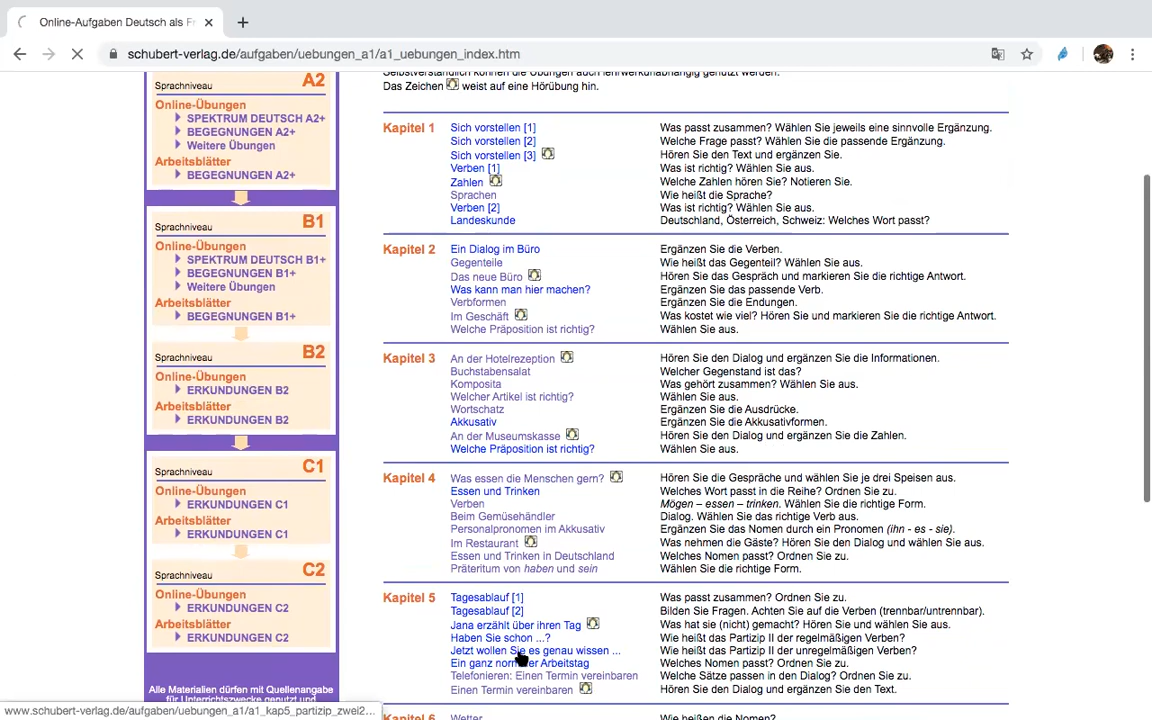 Online-Aufgaben Deutsch als Fr
schubert-verlag.de/aufgaben/uebungen_a1/a1_uebungen_index.htm
A2
Sprachniveau
Online-Übungen
SPEKTRUM DEUTSCH A2+
BEGEGNUNGEN A2+
Weitere Übungen
Arbeitsblätter
BEGEGNUNGEN A2+
B1
Sprachniveau
Online-Übungen
SPEKTRUM DEUTSCH B1+
BEGEGNUNGEN B1+
Weitere Übungen
Arbeitsblätter
BEGEGNUNGEN B1+
B2
Sprachniveau
Online-Übungen
ERKUNDUNGEN B2
Arbeitsblätter
ERKUNDUNGEN B2
C1
Sprachniveau
Online-Übungen
ERKUNDUNGEN C1
Arbeitsblätter
ERKUNDUNGEN C1
C2
Sprachniveau
Online-Übungen
ERKUNDUNGEN C2
Arbeitsblätter
ERKUNDUNGEN C2
Alle Materialien dürfen mit Quellenangabe
für Unterrichtszwecke genutzt und
Selbstverständlich können die Übungen auch lehrwerkunabhängig genutzt werden.
Das Zeichen weist auf eine Hörübung hin.
Kapitel 1 Sich vorstellen [1] Was passt zusammen? Wählen Sie jeweils eine sinnvolle Ergänzung.
Sich vorstellen [2] Welche Frage passt? Wählen Sie die passende Ergänzung.
Sich vorstellen [3] Hören Sie den Text und ergänzen Sie.
Verben [1] Was ist richtig? Wählen Sie aus.
Zahlen Welche Zahlen hören Sie? Notieren Sie.
Sprachen Wie heißt die Sprache?
Verben [2] Was ist richtig? Wählen Sie aus.
Landeskunde Deutschland, Österreich, Schweiz: Welches Wort passt?
Kapitel 2 Ein Dialog im Büro Ergänzen Sie die Verben.
Gegenteile Wie heißt das Gegenteil? Wählen Sie aus.
Das neue Büro Hören Sie das Gespräch und markieren Sie die richtige Antwort.
Was kann man hier machen? Ergänzen Sie das passende Verb.
Verbformen Ergänzen Sie die Endungen.
Im Geschäft Was kostet wie viel? Hören Sie und markieren Sie die richtige Antwort.
Welche Präposition ist richtig? Wählen Sie aus.
Kapitel 3 An der Hotelrezeption Hören Sie den Dialog und ergänzen Sie die Informationen.
Buchstabensalat Welcher Gegenstand ist das?
Komposita Was gehört zusammen? Wählen Sie aus.
Welcher Artikel ist richtig? Wählen Sie aus.
Wortschatz Ergänzen Sie die Ausdrücke.
Akkusativ Ergänzen Sie die Akkusativformen.
An der Museumskasse Hören Sie den Dialog und ergänzen Sie die Zahlen.
Welche Präposition ist richtig? Wählen Sie aus.
Kapitel 4 Was essen die Menschen gern? Hören Sie die Gespräche und wählen Sie je drei Speisen aus.
Essen und Trinken Welches Wort passt in die Reihe? Ordnen Sie zu.
Verben Mögen – essen – trinken. Wählen Sie die richtige Form.
Beim Gemüsehändler Dialog. Wählen Sie das richtige Verb aus.
Personalpronomen im Akkusativ Ergänzen Sie das Nomen durch ein Pronomen (ihn - es - sie).
Im Restaurant Was nehmen die Gäste? Hören Sie den Dialog und wählen Sie aus.
Essen und Trinken in Deutschland Welches Nomen passt? Ordnen Sie zu.
Präteritum von haben und sein Wählen Sie die richtige Form.
Kapitel 5 Tagesablauf [1] Was passt zusammen? Ordnen Sie zu.
Tagesablauf [2] Bilden Sie Fragen. Achten Sie auf die Verben (trennbar/untrennbar).
Jana erzählt über ihren Tag Was hat sie (nicht) gemacht? Hören Sie und wählen Sie aus.
Haben Sie schon ...? Wie heißt das Partizip II der regelmäßigen Verben?
Jetzt wollen Sie es genau wissen ... Wie heißt das Partizip II der unregelmäßigen Verben?
Ein ganz normaler Arbeitstag Welches Nomen passt? Ordnen Sie zu.
Telefonieren: Einen Termin vereinbaren Welche Sätze passen in den Dialog? Ordnen Sie zu.
Einen Termin vereinbaren Hören Sie den Dialog und ergänzen Sie den Text.
Kapitel 6 Wetter Wie heißen die Nomen?
www.schubert-verlag.de/aufgaben/uebungen_a1/a1_kap5_partizip_zwei2...